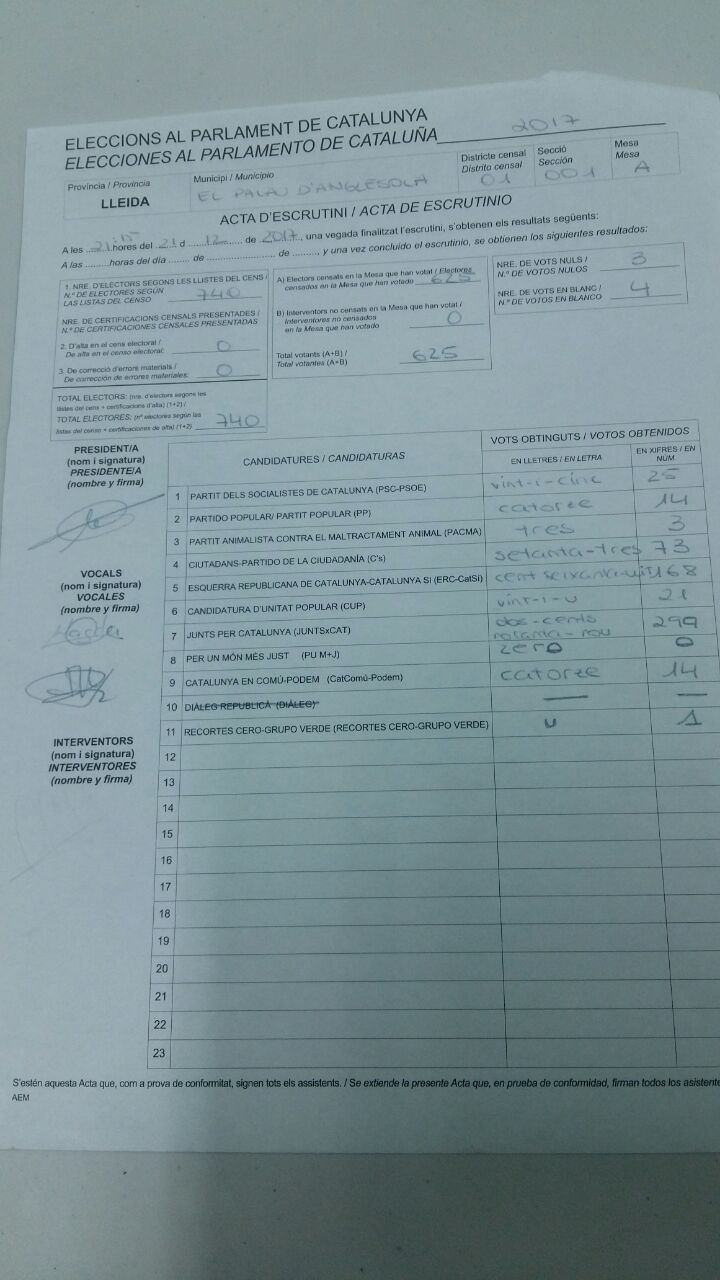 ELECCIONS AL PARLAMENT DE CATALUNYA
ELECCIONES AL PARLAMENTO DE CATALUÑA 2017
Província / Provincia
LLEIDA
Municipi / Municipio
EL PALAU D'ANGLESOLA
Districte censal
Distrito censal
01
Secció
Sección
001
Mesa
Mesa
A
ACTA D'ESCRUTINI / ACTA DE ESCRUTINIO
A les 21:15 hores del 21 d 12 de 2017, una vegada finalitzat l'escrutini, s'obtenen els resultats següents:
A las ......... horas del día ....... de ................ de ........., y una vez concluido el escrutinio, se obtienen los siguientes resultados:
1. NRE. D'ELECTORS SEGONS LES LLISTES DEL CENS /
N.º DE ELECTORES SEGÚN
LAS LISTAS DEL CENSO 740
NRE. DE CERTIFICACIONS CENSALS PRESENTADES /
N.º DE CERTIFICACIONES CENSALES PRESENTADAS
2. D'alta en el cens electoral /
De alta en el censo electoral: 0
3. De correcció d'errors materials /
De corrección de errores materiales: 0
TOTAL ELECTORS: (nre. d'electors segons les
llistes del cens + certificacions d'alta) (1+2) /
TOTAL ELECTORES: (nº electores según las
listas del censo + certificaciones de alta) (1+2) 740
A) Electors censats en la Mesa que han votat / Electores
censados en la Mesa que han votado 625
B) Interventors no censats en la Mesa que han votat /
Interventores no censados
en la Mesa que han votado 0
Total votants (A+B) /
Total votantes (A+B) 625
NRE. DE VOTS NULS /
N.º DE VOTOS NULOS 3
NRE. DE VOTS EN BLANC /
N.º DE VOTOS EN BLANCO 4
PRESIDENT/A
(nom i signatura)
PRESIDENTE/A
(nombre y firma)
VOCALS
(nom i signatura)
VOCALES
(nombre y firma)
INTERVENTORS
(nom i signatura)
INTERVENTORES
(nombre y firma)
CANDIDATURES / CANDIDATURAS
VOTS OBTINGUTS / VOTOS OBTENIDOS
EN LLETRES / EN LETRA
EN XIFRES / EN
NÚM.
1 PARTIT DELS SOCIALISTES DE CATALUNYA (PSC-PSOE) vint-i-cinc 25
2 PARTIDO POPULAR/ PARTIT POPULAR (PP) catorze 14
3 PARTIT ANIMALISTA CONTRA EL MALTRACTAMENT ANIMAL (PACMA) tres 3
4 CIUTADANS-PARTIDO DE LA CIUDADANÍA (C's) setanta-tres 73
5 ESQUERRA REPUBLICANA DE CATALUNYA-CATALUNYA SÍ (ERC-CatSí) cent seixanta-uit 168
6 CANDIDATURA D'UNITAT POPULAR (CUP) vint-i-u 21
7 JUNTS PER CATALUNYA (JUNTSxCAT) dos-cents noranta-nou 299
8 PER UN MÓN MÉS JUST (PU M+J) zero 0
9 CATALUNYA EN COMÚ-PODEM (CatComú-Podem) catorze 14
10 DIÀLEG REPUBLICÀ (DIÀLEG) — —
11 RECORTES CERO-GRUPO VERDE (RECORTES CERO-GRUPO VERDE) u 1
12
13
14
15
16
17
18
19
20
21
22
23
S'estén aquesta Acta que, com a prova de conformitat, signen tots els assistents. / Se extiende la presente Acta que, en prueba de conformidad, firman todos los asistente
AEM